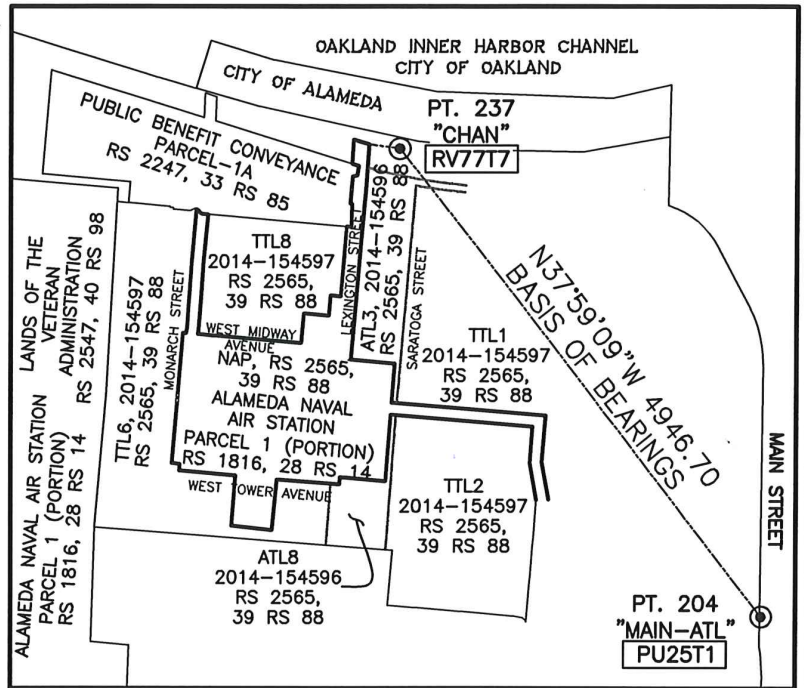 OAKLAND INNER HARBOR CHANNEL
CITY OF OAKLAND
CITY OF ALAMEDA
PT. 237
"CHAN"
RV77T7
PUBLIC BENEFIT CONVEYANCE
PARCEL-1A
RS 2247, 33 RS 85
LANDS OF THE
VETERAN
ADMINISTRATION
RS 2547, 40 RS 98
ALAMEDA NAVAL AIR STATION
PARCEL 1 (PORTION)
RS 1816, 28 RS 14
TTL6, 2014-154597
RS 2565, 39 RS 88
MONARCH STREET
TTL8
2014-154597
RS 2565,
39 RS 88
WEST MIDWAY
AVENUE
LEXINGTON STREET
ATL3, 2014-154596
RS 2565, 39 RS 88
SARATOGA STREET
NAP, RS 2565,
39 RS 88
ALAMEDA NAVAL
AIR STATION
PARCEL 1 (PORTION)
RS 1816, 28 RS 14
WEST TOWER AVENUE
TTL1
2014-154597
RS 2565,
39 RS 88
N37°59'09"W 4946.70
BASIS OF BEARINGS
MAIN STREET
TTL2
2014-154597
RS 2565,
39 RS 88
ATL8
2014-154596
RS 2565,
39 RS 88
PT. 204
"MAIN-ATL"
PU25T1